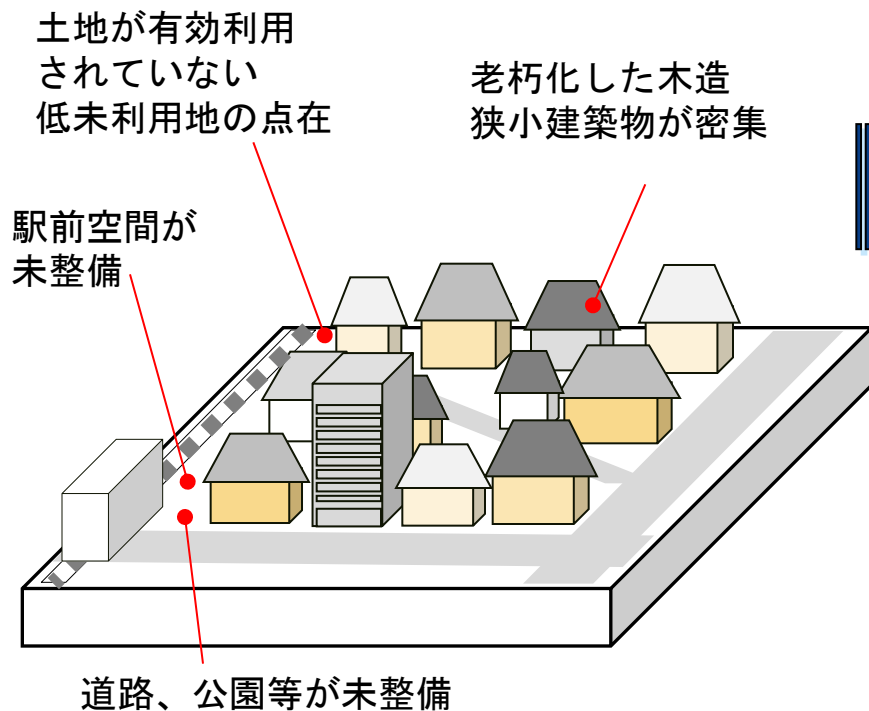 土地が有効利用
されていない
低未利用地の点在
老朽化した木造
狭小建築物が密集
駅前空間が
未整備
道路、公園等が未整備